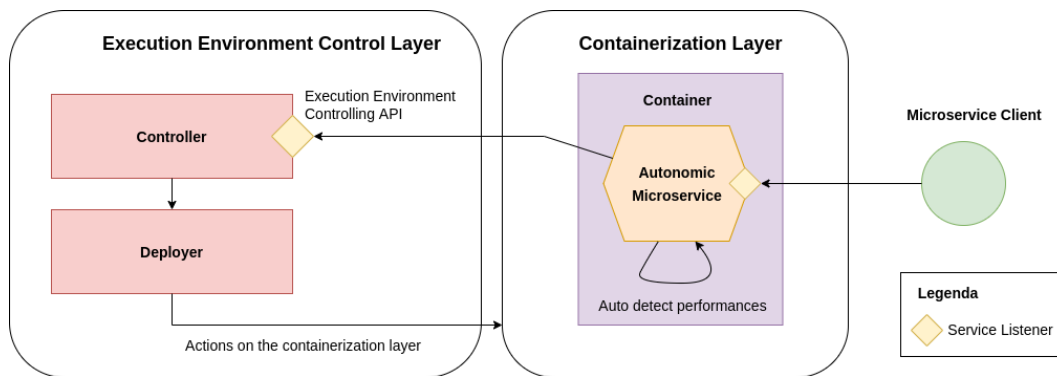 Execution Environment Control Layer
Controller
Execution Environment
Controlling API
Deployer
Actions on the containerization layer
Containerization Layer
Container
Autonomic
Microservice
Auto detect performances
Microservice Client
Legenda
Service Listener